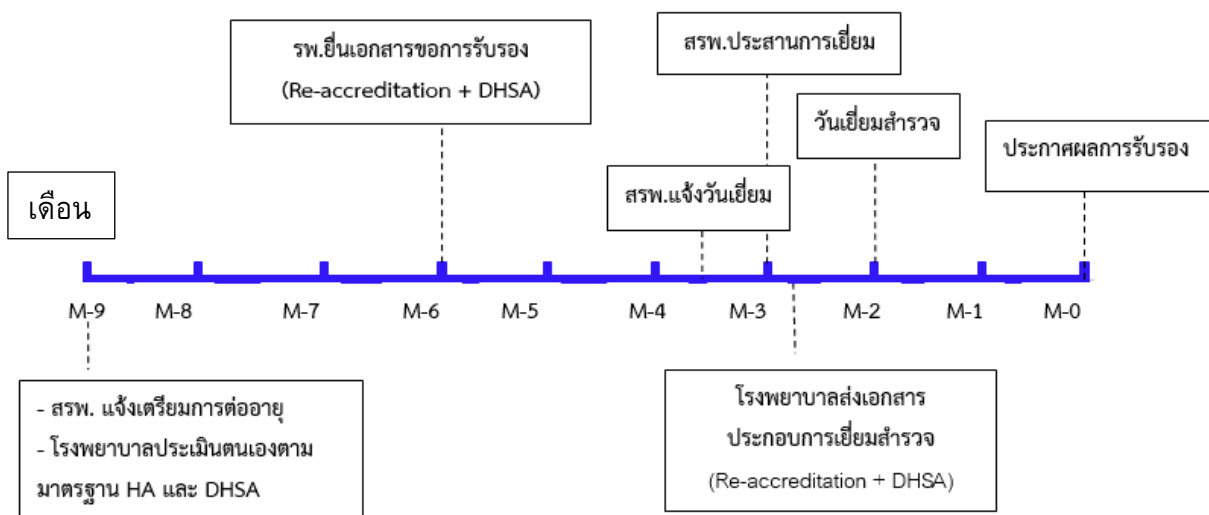 รพ.ยื่นเอกสารขอการรับรอง
(Re-accreditation + DHSA)
สรพ.ประสานการเยี่ยม
วันเยี่ยมสำรวจ
ประกาศผลการรับรอง
สรพ.แจ้งวันเยี่ยม
เดือน
M-9 M-8 M-7 M-6 M-5 M-4 M-3 M-2 M-1 M-0
- สรพ. แจ้งเตรียมการต่ออายุ
- โรงพยาบาลประเมินตนเองตาม
มาตรฐาน HA และ DHSA
โรงพยาบาลส่งเอกสาร
ประกอบการเยี่ยมสำรวจ
(Re-accreditation + DHSA)